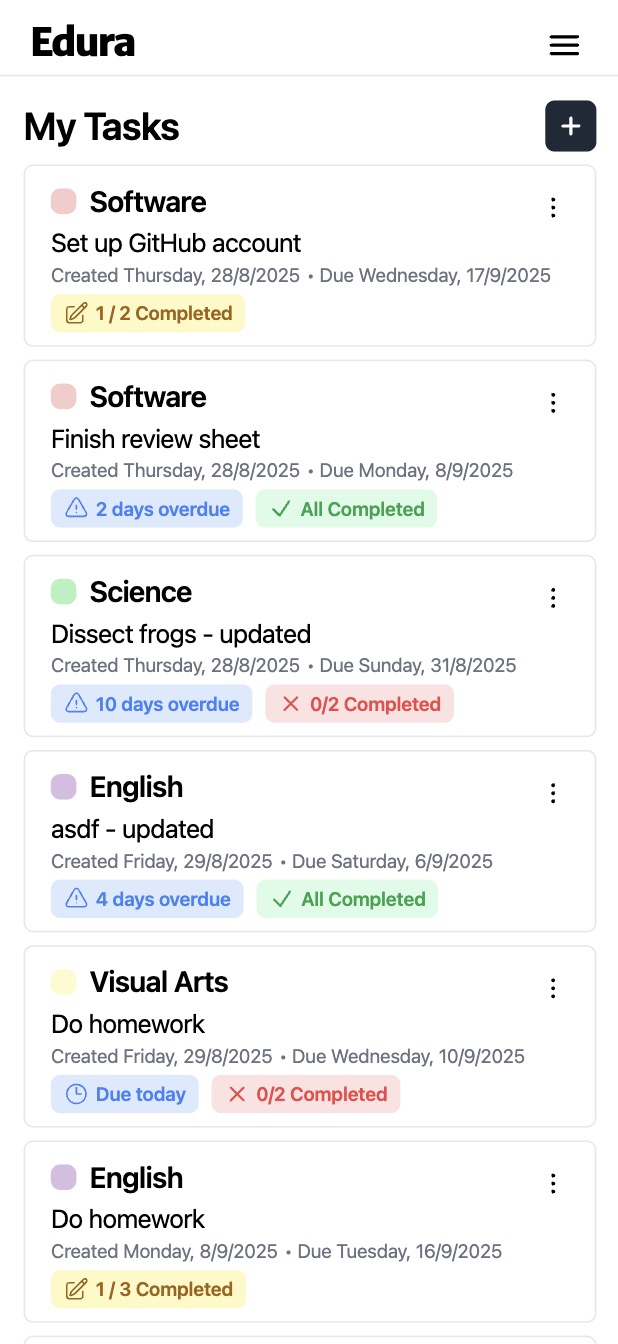 Edura
My Tasks
Software
Set up GitHub account
Created Thursday, 28/8/2025 • Due Wednesday, 17/9/2025
1 / 2 Completed
Software
Finish review sheet
Created Thursday, 28/8/2025 • Due Monday, 8/9/2025
2 days overdue All Completed
Science
Dissect frogs - updated
Created Thursday, 28/8/2025 • Due Sunday, 31/8/2025
10 days overdue 0/2 Completed
English
asdf - updated
Created Friday, 29/8/2025 • Due Saturday, 6/9/2025
4 days overdue All Completed
Visual Arts
Do homework
Created Friday, 29/8/2025 • Due Wednesday, 10/9/2025
Due today 0/2 Completed
English
Do homework
Created Monday, 8/9/2025 • Due Tuesday, 16/9/2025
1 / 3 Completed